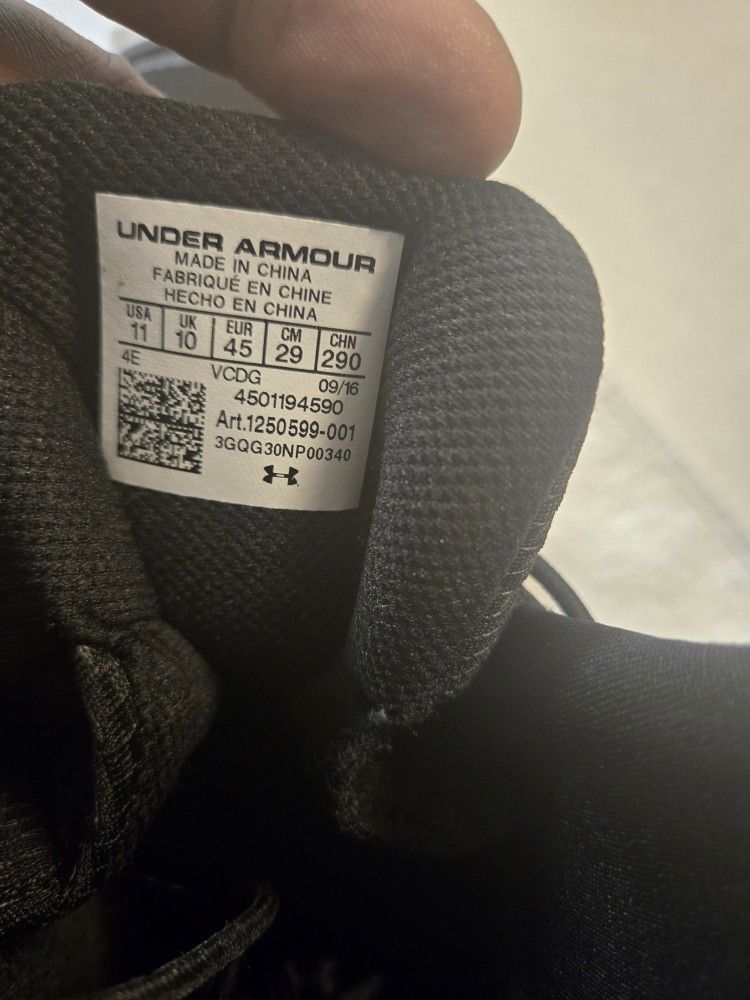 UNDER ARMOUR
MADE IN CHINA
FABRIQUÉ EN CHINE
HECHO EN CHINA
USA UK EUR CM CHN
11 10 45 29 290
4E VCDG 09/16
4501194590
Art.1250599-001
3GQG30NP00340